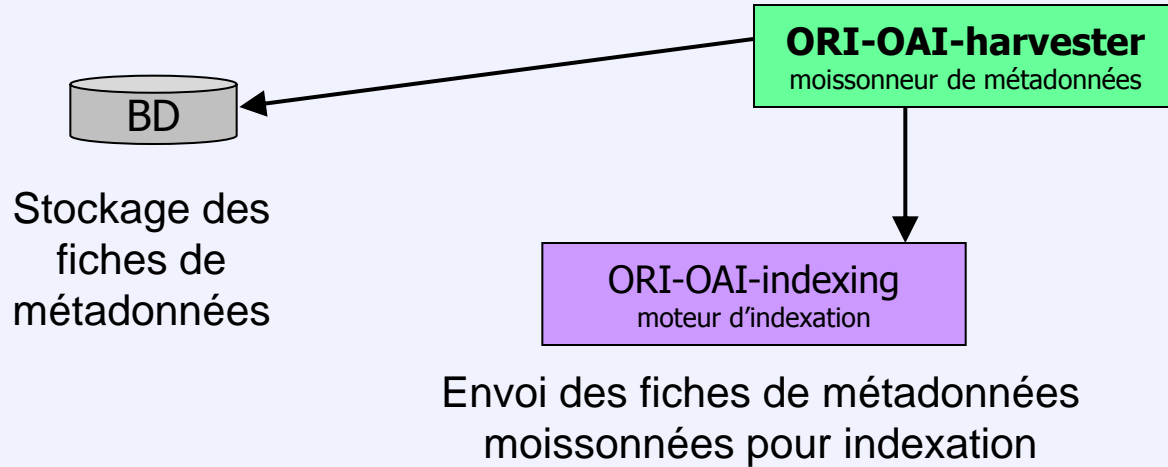 ORI-OAI-harvester
moissonneur de métadonnées
BD
Stockage des
fiches de
métadonnées
ORI-OAI-indexing
moteur d'indexation
Envoi des fiches de métadonnées
moissonnées pour indexation